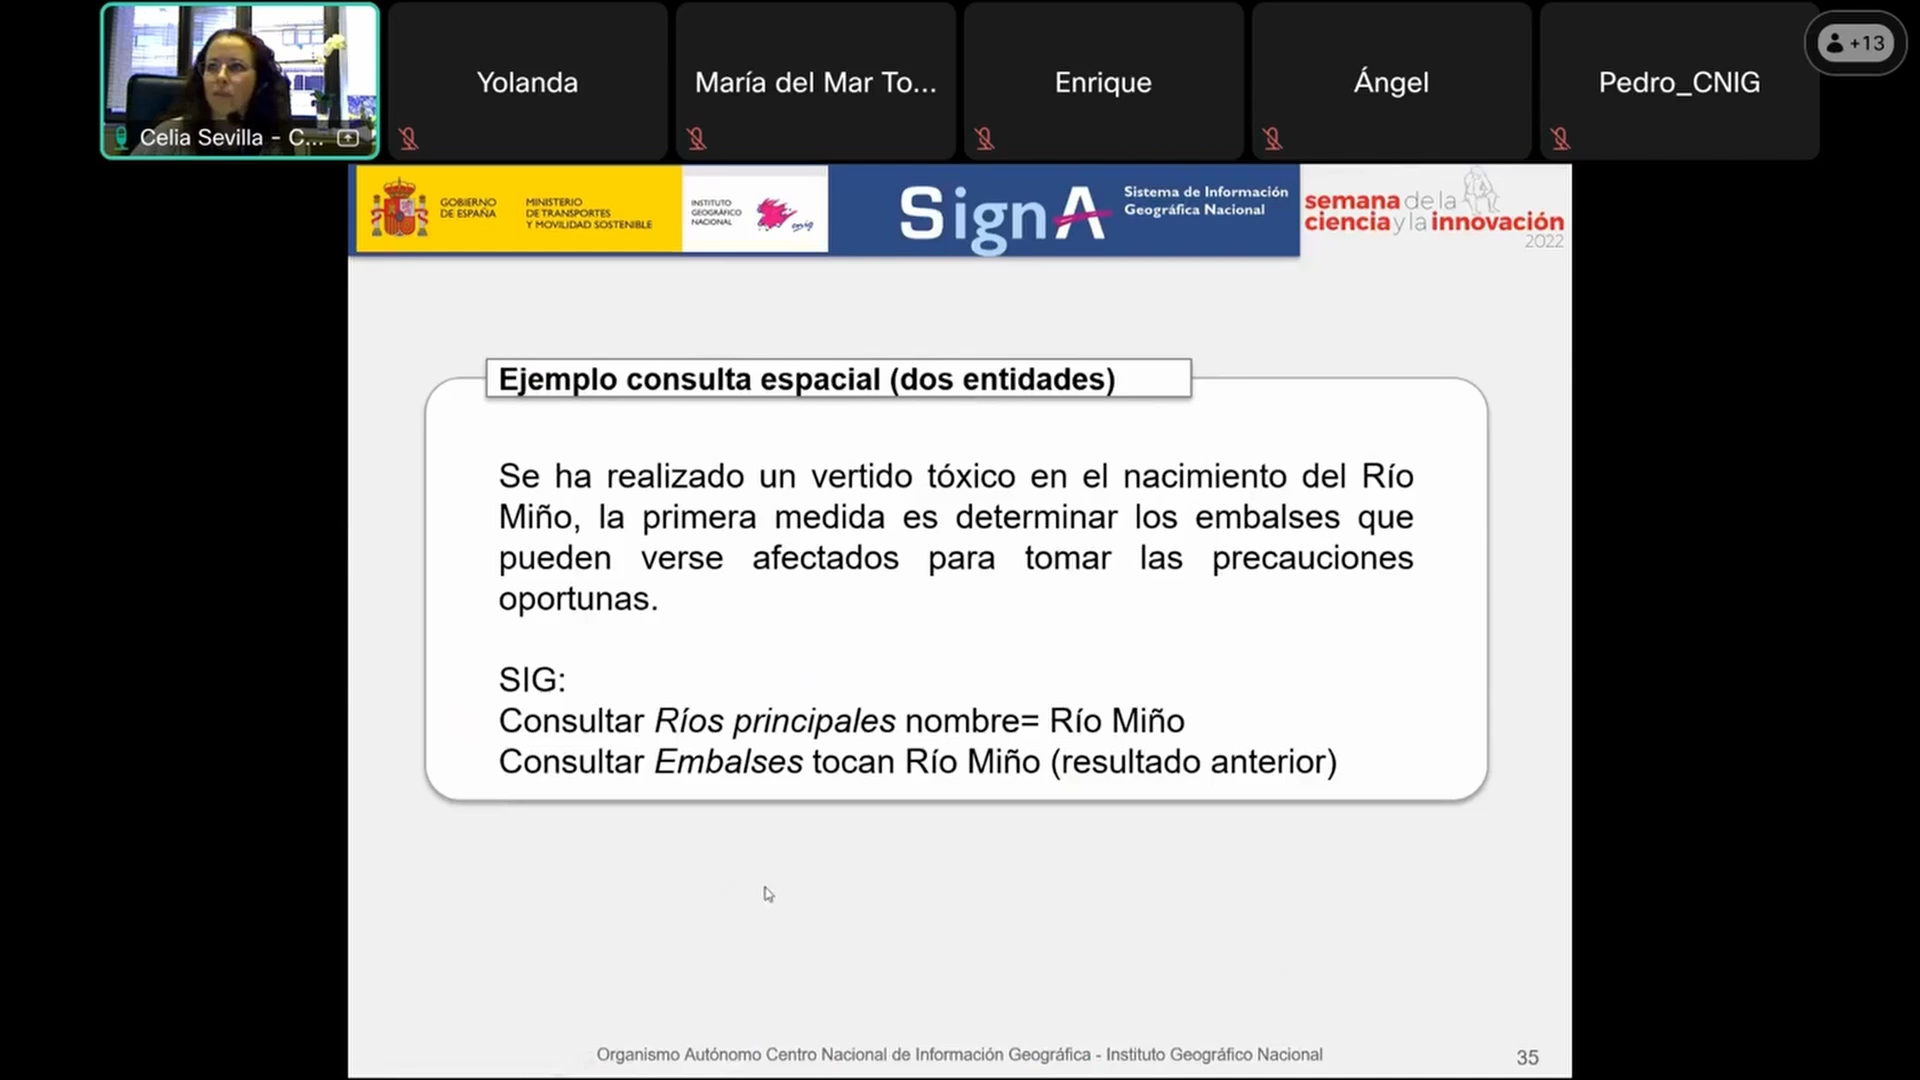 Yolanda
María del Mar To...
Enrique
Ángel
Pedro_CNIG
+13
Celia Sevilla - C...
GOBIERNO
DE ESPAÑA
MINISTERIO
DE TRANSPORTES
Y MOVILIDAD SOSTENIBLE
INSTITUTO
GEOGRÁFICO
NACIONAL
cnig
SignA
Sistema de Información
Geográfica Nacional
semana de la
ciencia y la innovación
2022
Ejemplo consulta espacial (dos entidades)
Se ha realizado un vertido tóxico en el nacimiento del Río
Miño, la primera medida es determinar los embalses que
pueden verse afectados para tomar las precauciones
oportunas.
SIG:
Consultar Ríos principales nombre= Río Miño
Consultar Embalses tocan Río Miño (resultado anterior)
Organismo Autónomo Centro Nacional de Información Geográfica - Instituto Geográfico Nacional
35